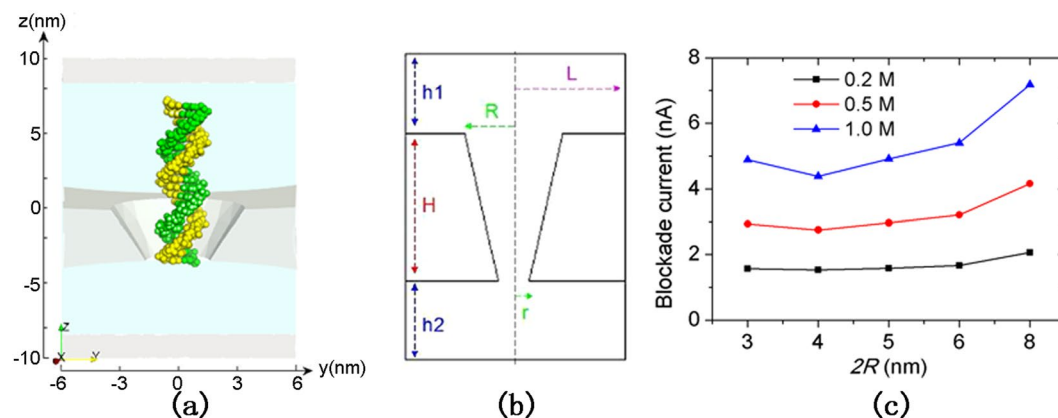 z(nm)
10
5
0
-5
-10
-6
-3
0
3
6
y(nm)
Z
X
Y
(a)
h1
H
h2
R
L
r
(b)
Blockade current (nA)
8
6
4
2
0
0.2 M
0.5 M
1.0 M
3
4
5
6
8
2R (nm)
(c)